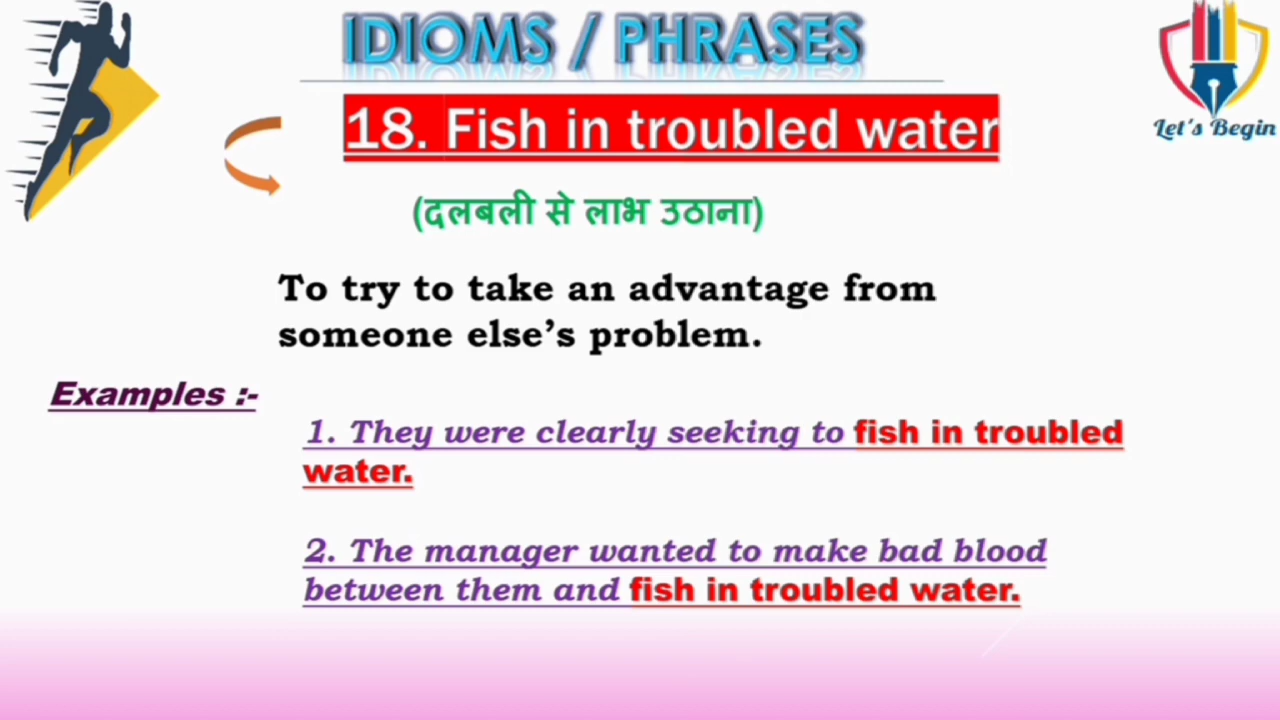 IDIOMS / PHRASES
Let's Begin
18. Fish in troubled water
(दलबली से लाभ उठाना)
To try to take an advantage from
someone else's problem.
Examples :-
1. They were clearly seeking to fish in troubled
water.
2. The manager wanted to make bad blood
between them and fish in troubled water.